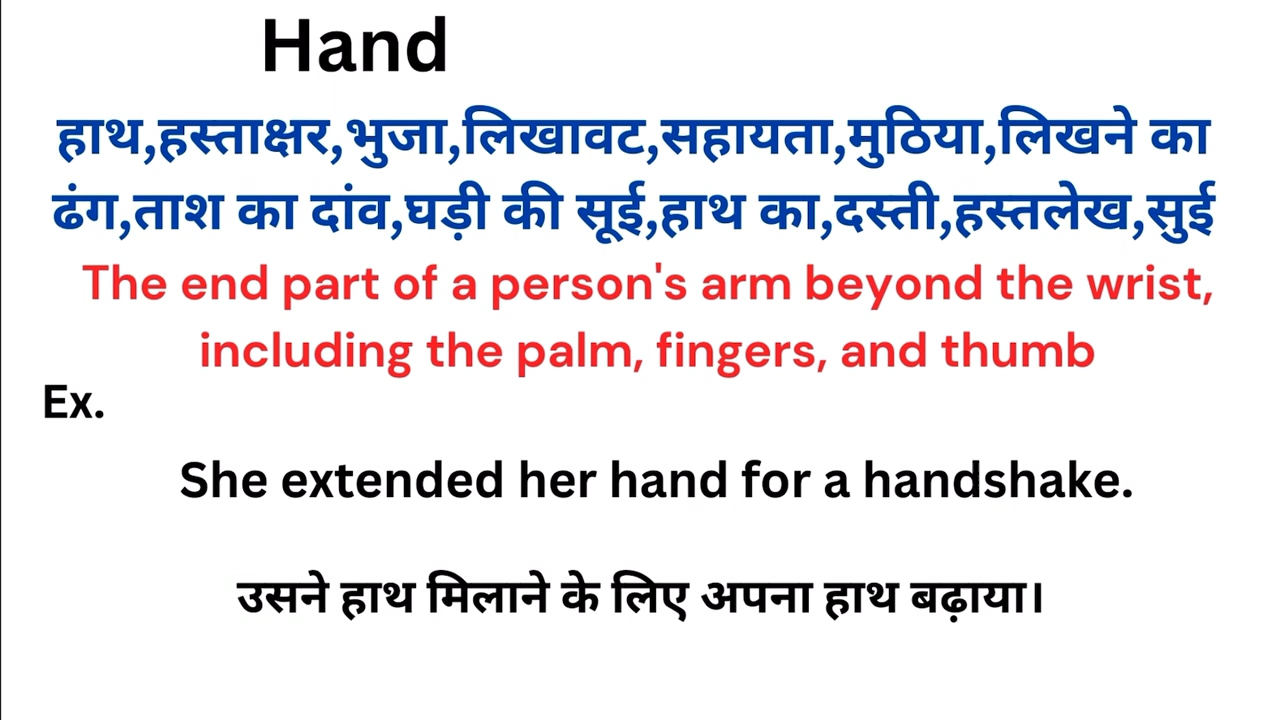 Hand
हाथ,हस्ताक्षर,भुजा,लिखावट,सहायता,मुठिया,लिखने का
ढंग,ताश का दांव,घड़ी की सूई,हाथ का,दस्ती,हस्तलेख,सुई
The end part of a person's arm beyond the wrist,
including the palm, fingers, and thumb
Ex.
She extended her hand for a handshake.
उसने हाथ मिलाने के लिए अपना हाथ बढ़ाया।